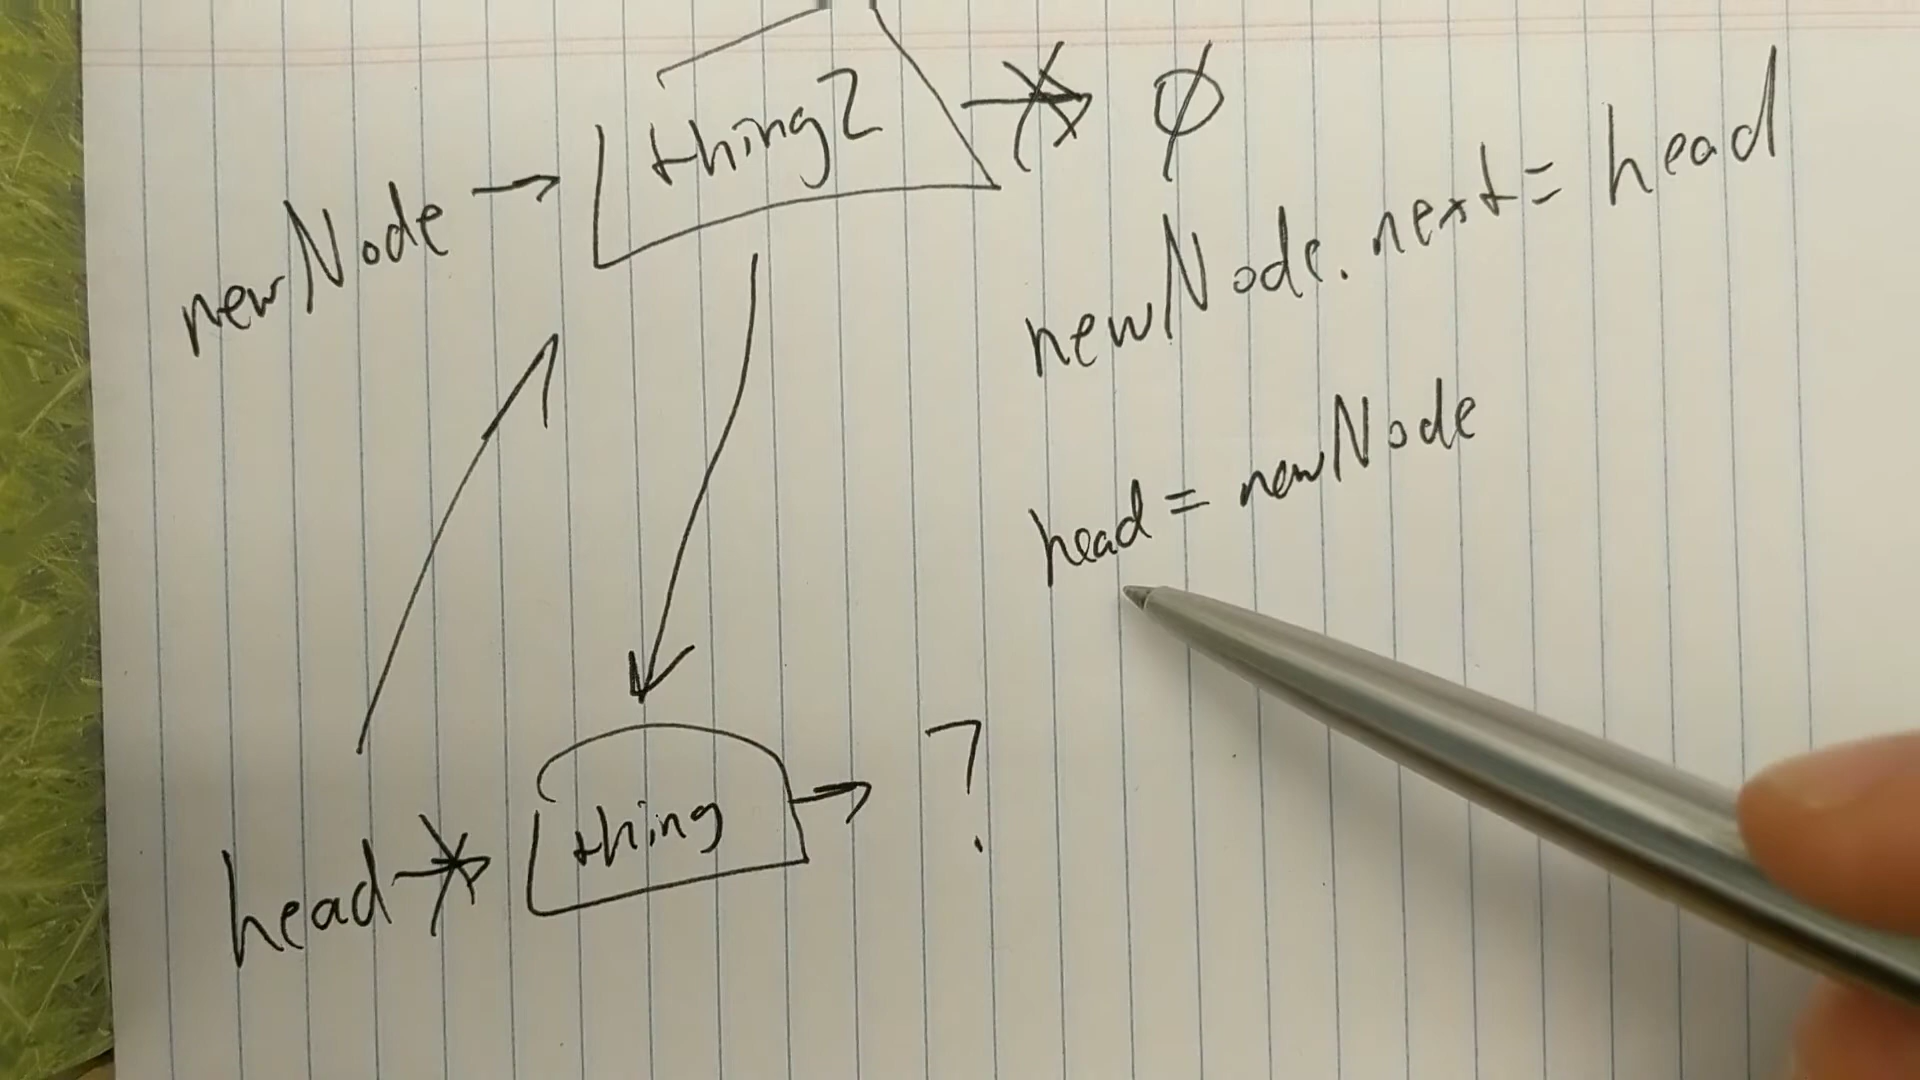 thing2 ∅
newNode
newNode.next = head
head = newNode
thing ?
head